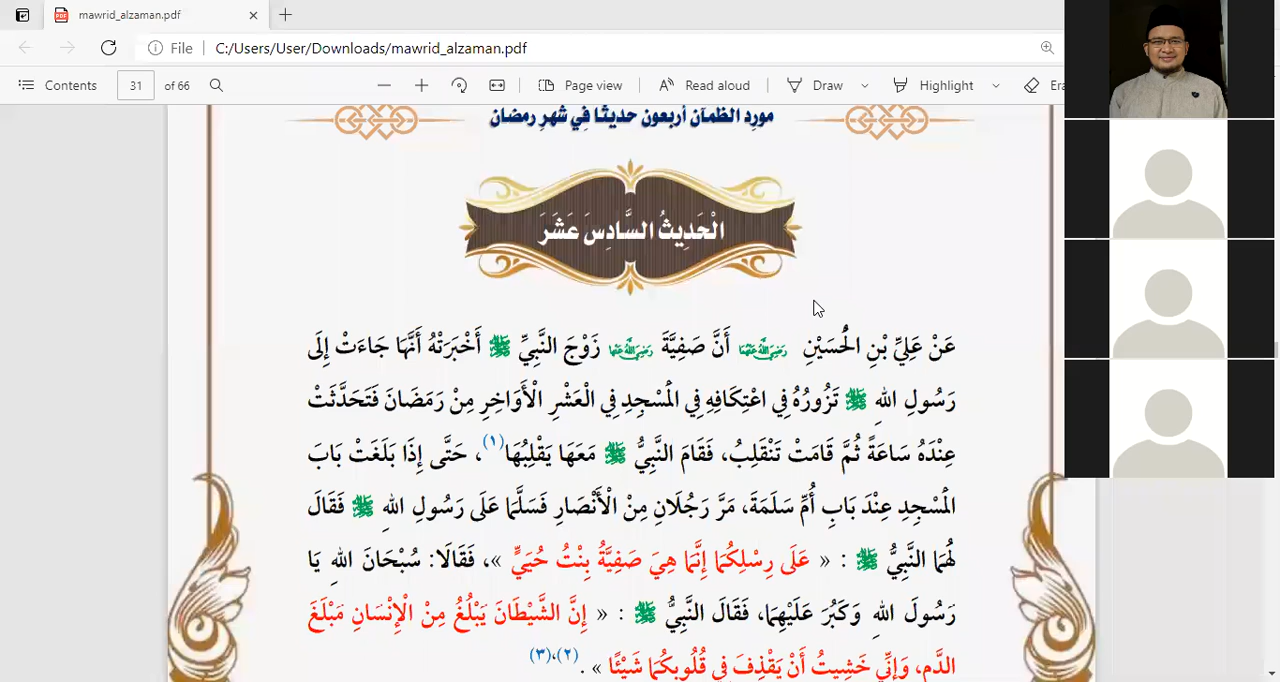 mawrid_alzaman.pdf
File C:/Users/User/Downloads/mawrid_alzaman.pdf
Contents 31 of 66 Page view Read aloud Draw Highlight Era
مورد الظمآن أربعون حديثًا في شهر رمضان
الْحَدِيثُ السَّادِسَ عَشَرَ
عَنْ عَلِيِّ بْنِ الْحُسَيْنِ رَضِيَ اللَّهُ عَنْهُمَا أَنَّ صَفِيَّةَ رَضِيَ اللَّهُ عَنْهَا زَوْجَ النَّبِيِّ ﷺ أَخْبَرَتْهُ أَنَّهَا جَاءَتْ إِلَى
رَسُولِ اللهِ ﷺ تَزُورُهُ فِي اعْتِكَافِهِ فِي الْمَسْجِدِ فِي الْعَشْرِ الْأَوَاخِرِ مِنْ رَمَضَانَ فَتَحَدَّثَتْ
عِنْدَهُ سَاعَةً ثُمَّ قَامَتْ تَنْقَلِبُ، فَقَامَ النَّبِيُّ ﷺ مَعَهَا يَقْلِبُهَا(١)، حَتَّى إِذَا بَلَغَتْ بَابَ
الْمَسْجِدِ عِنْدَ بَابِ أُمِّ سَلَمَةَ، مَرَّ رَجُلَانِ مِنْ الْأَنْصَارِ فَسَلَّمَا عَلَى رَسُولِ اللهِ ﷺ فَقَالَ
لَهُمَا النَّبِيُّ ﷺ : « عَلَى رِسْلِكُمَا إِنَّمَا هِيَ صَفِيَّةُ بِنْتُ حُيَيٍّ »، فَقَالَا: سُبْحَانَ اللهِ يَا
رَسُولَ اللهِ وَكَبُرَ عَلَيْهِمَا، فَقَالَ النَّبِيُّ ﷺ : « إِنَّ الشَّيْطَانَ يَبْلُغُ مِنْ الْإِنْسَانِ مَبْلَغَ
الدَّمِ، وَإِنِّي خَشِيتُ أَنْ يَقْذِفَ فِي قُلُوبِكُمَا شَيْئًا » .(٢)،(٣)